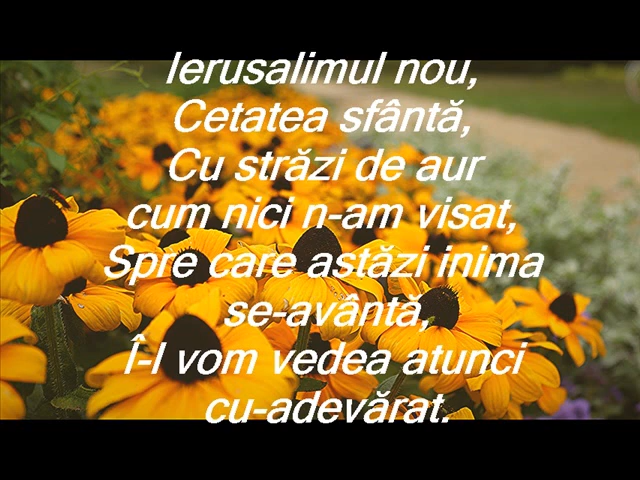 Ierusalimul nou,
Cetatea sfântă,
Cu străzi de aur
cum nici n-am visat,
Spre care astăzi inima
se-avântă,
Î-l vom vedea atunci
cu-adevărat.